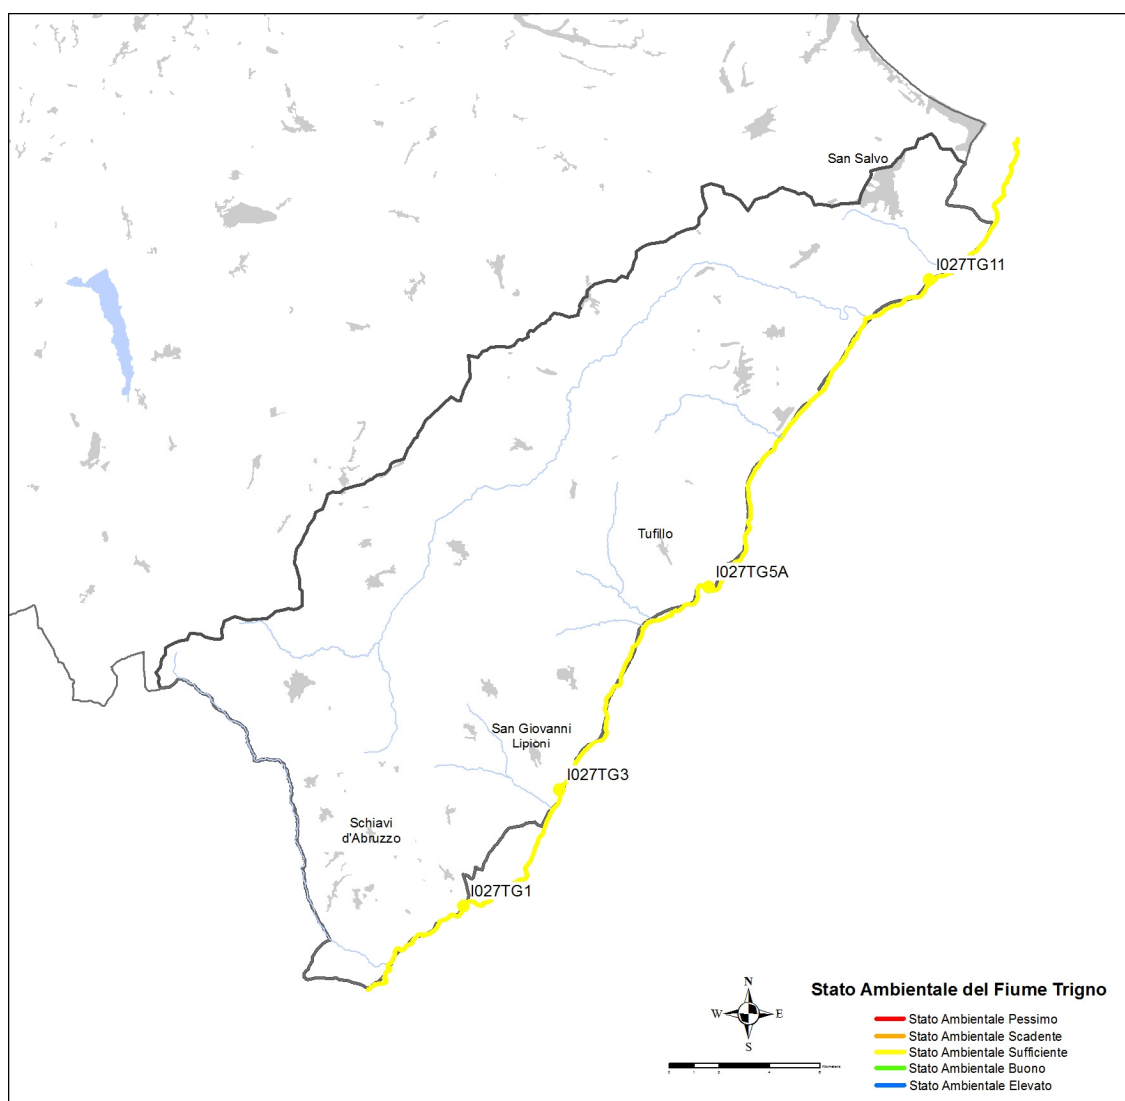 San Salvo
I027TG11
Tufillo
I027TG5A
San Giovanni
Lipioni
I027TG3
Schiavi
d'Abruzzo
I027TG1
N
W
E
S
Stato Ambientale del Fiume Trigno
Stato Ambientale Pessimo
Stato Ambientale Scadente
Stato Ambientale Sufficiente
Stato Ambientale Buono
Stato Ambientale Elevato